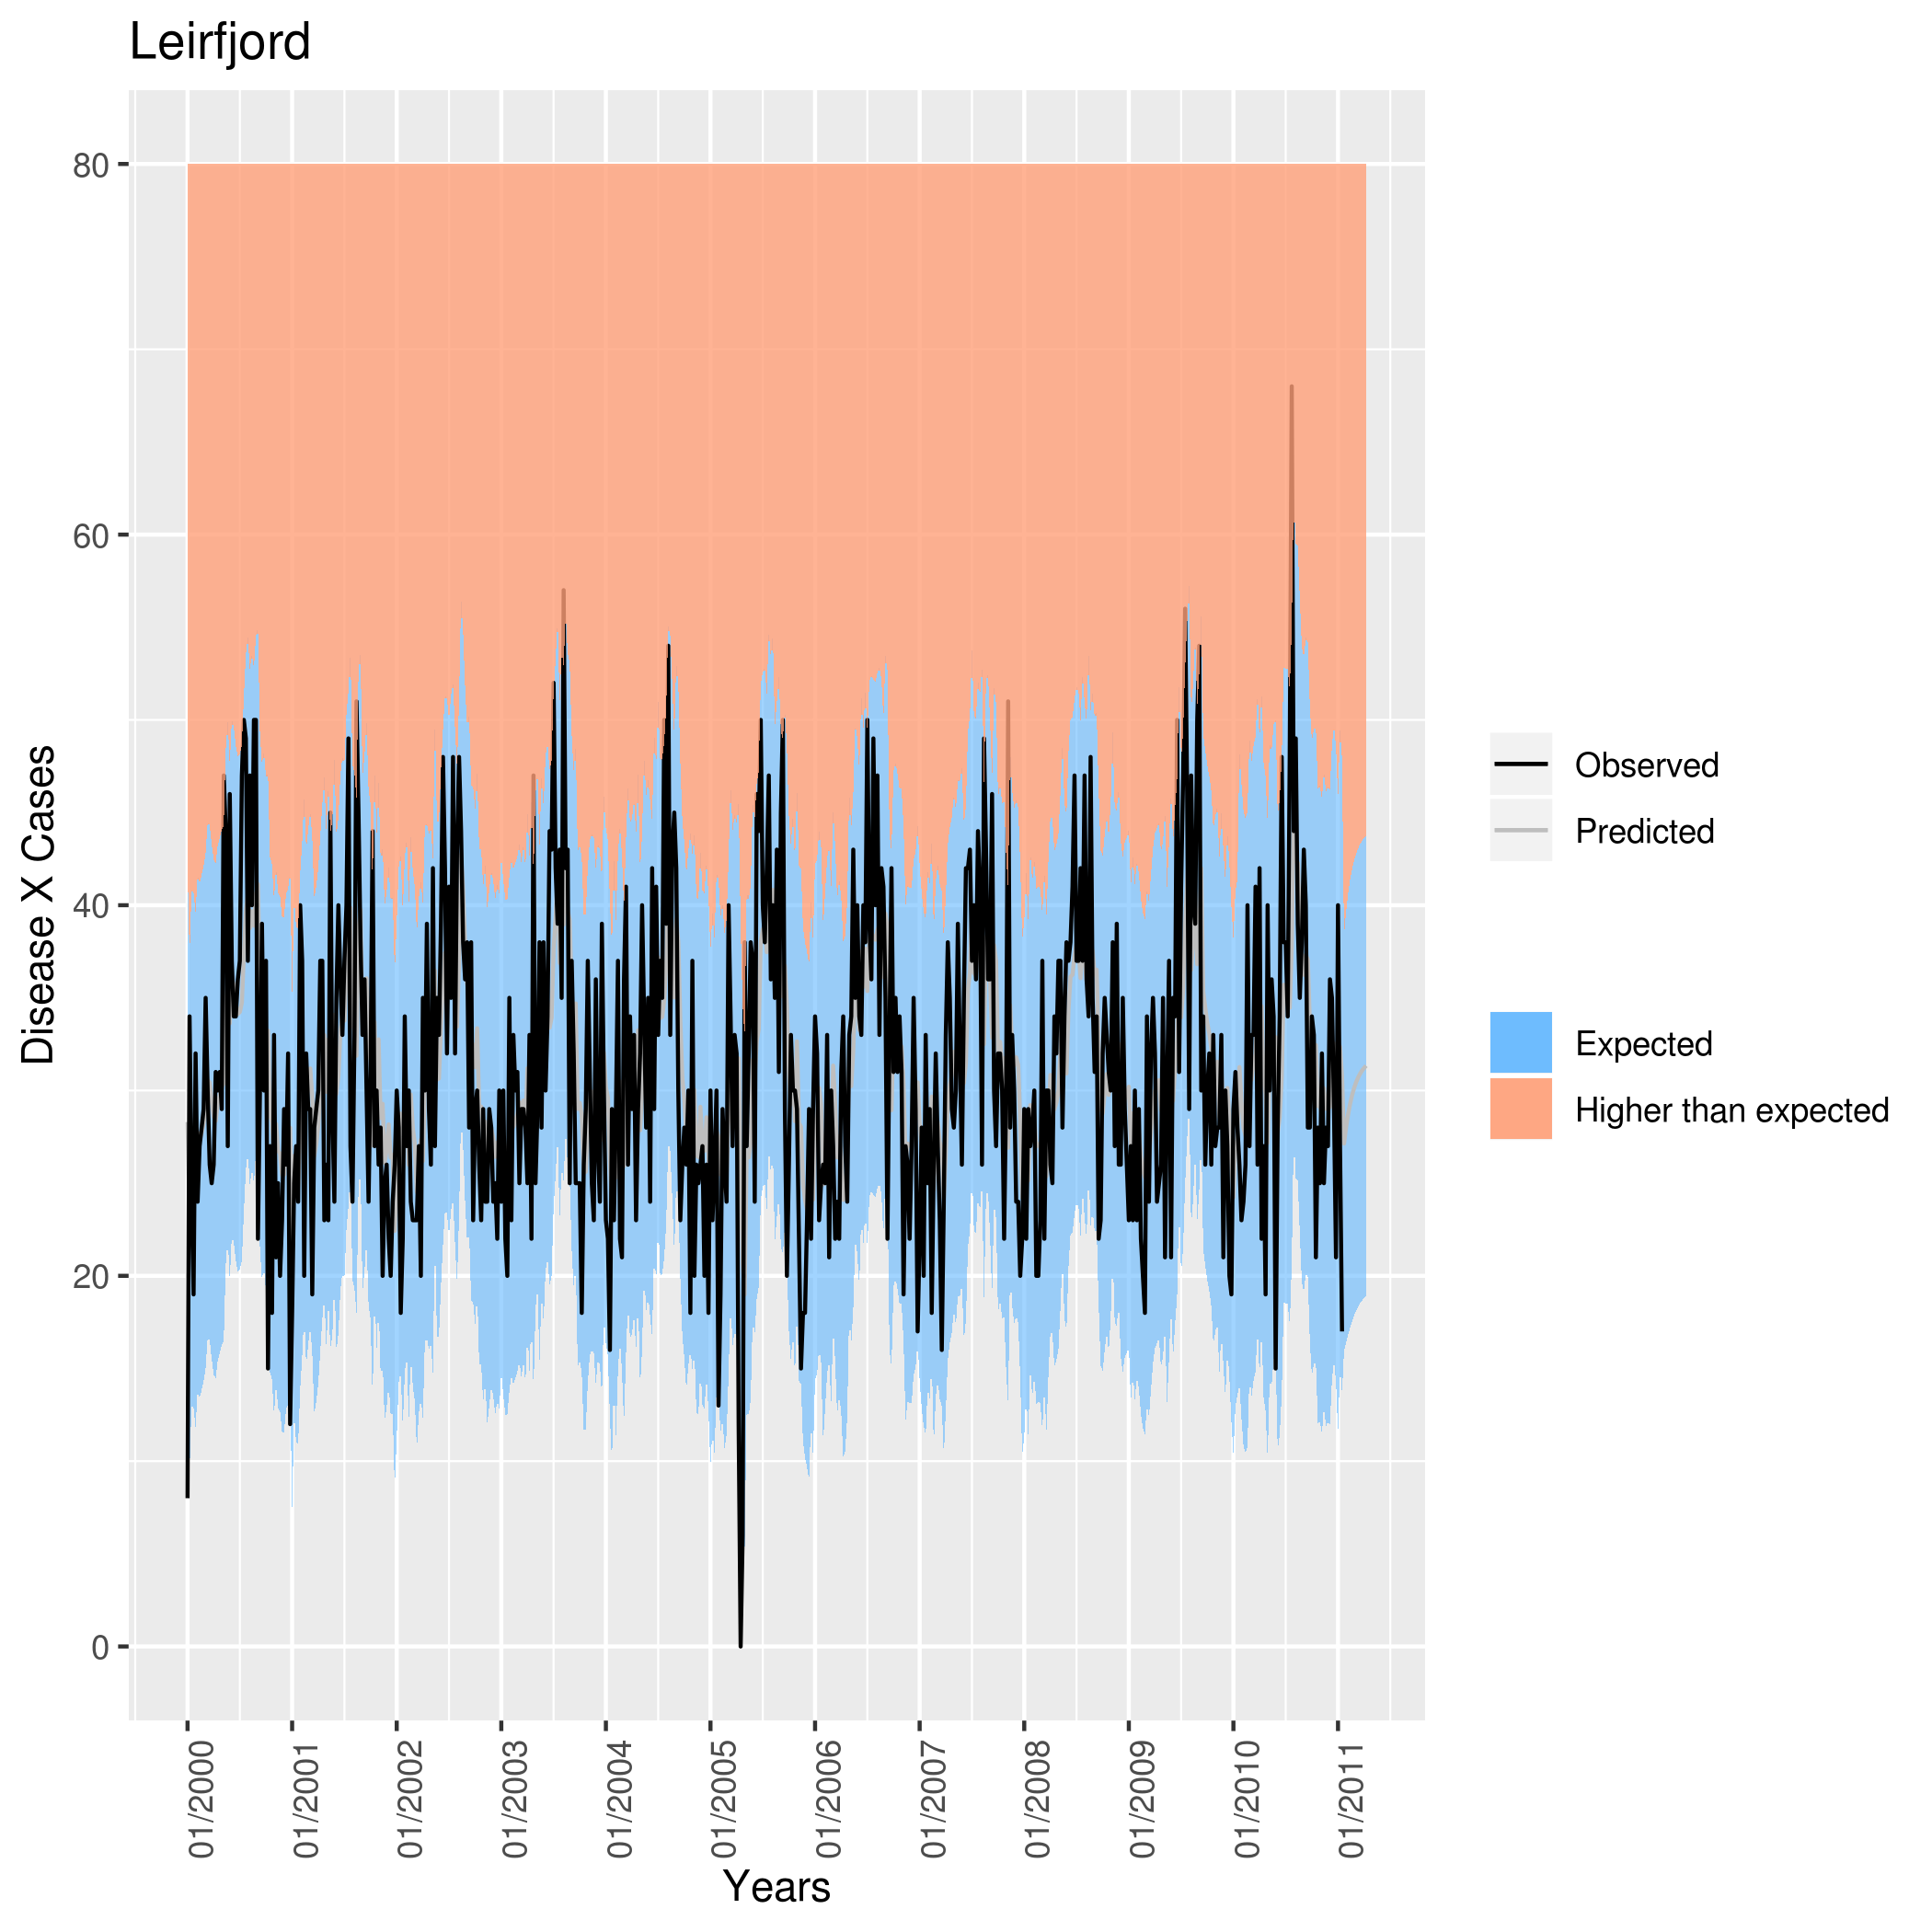 Leirfjord
Disease X Cases
80
60
40
20
0
01/2000
01/2001
01/2002
01/2003
01/2004
01/2005
01/2006
01/2007
01/2008
01/2009
01/2010
01/2011
Years
Observed
Predicted
Expected
Higher than expected